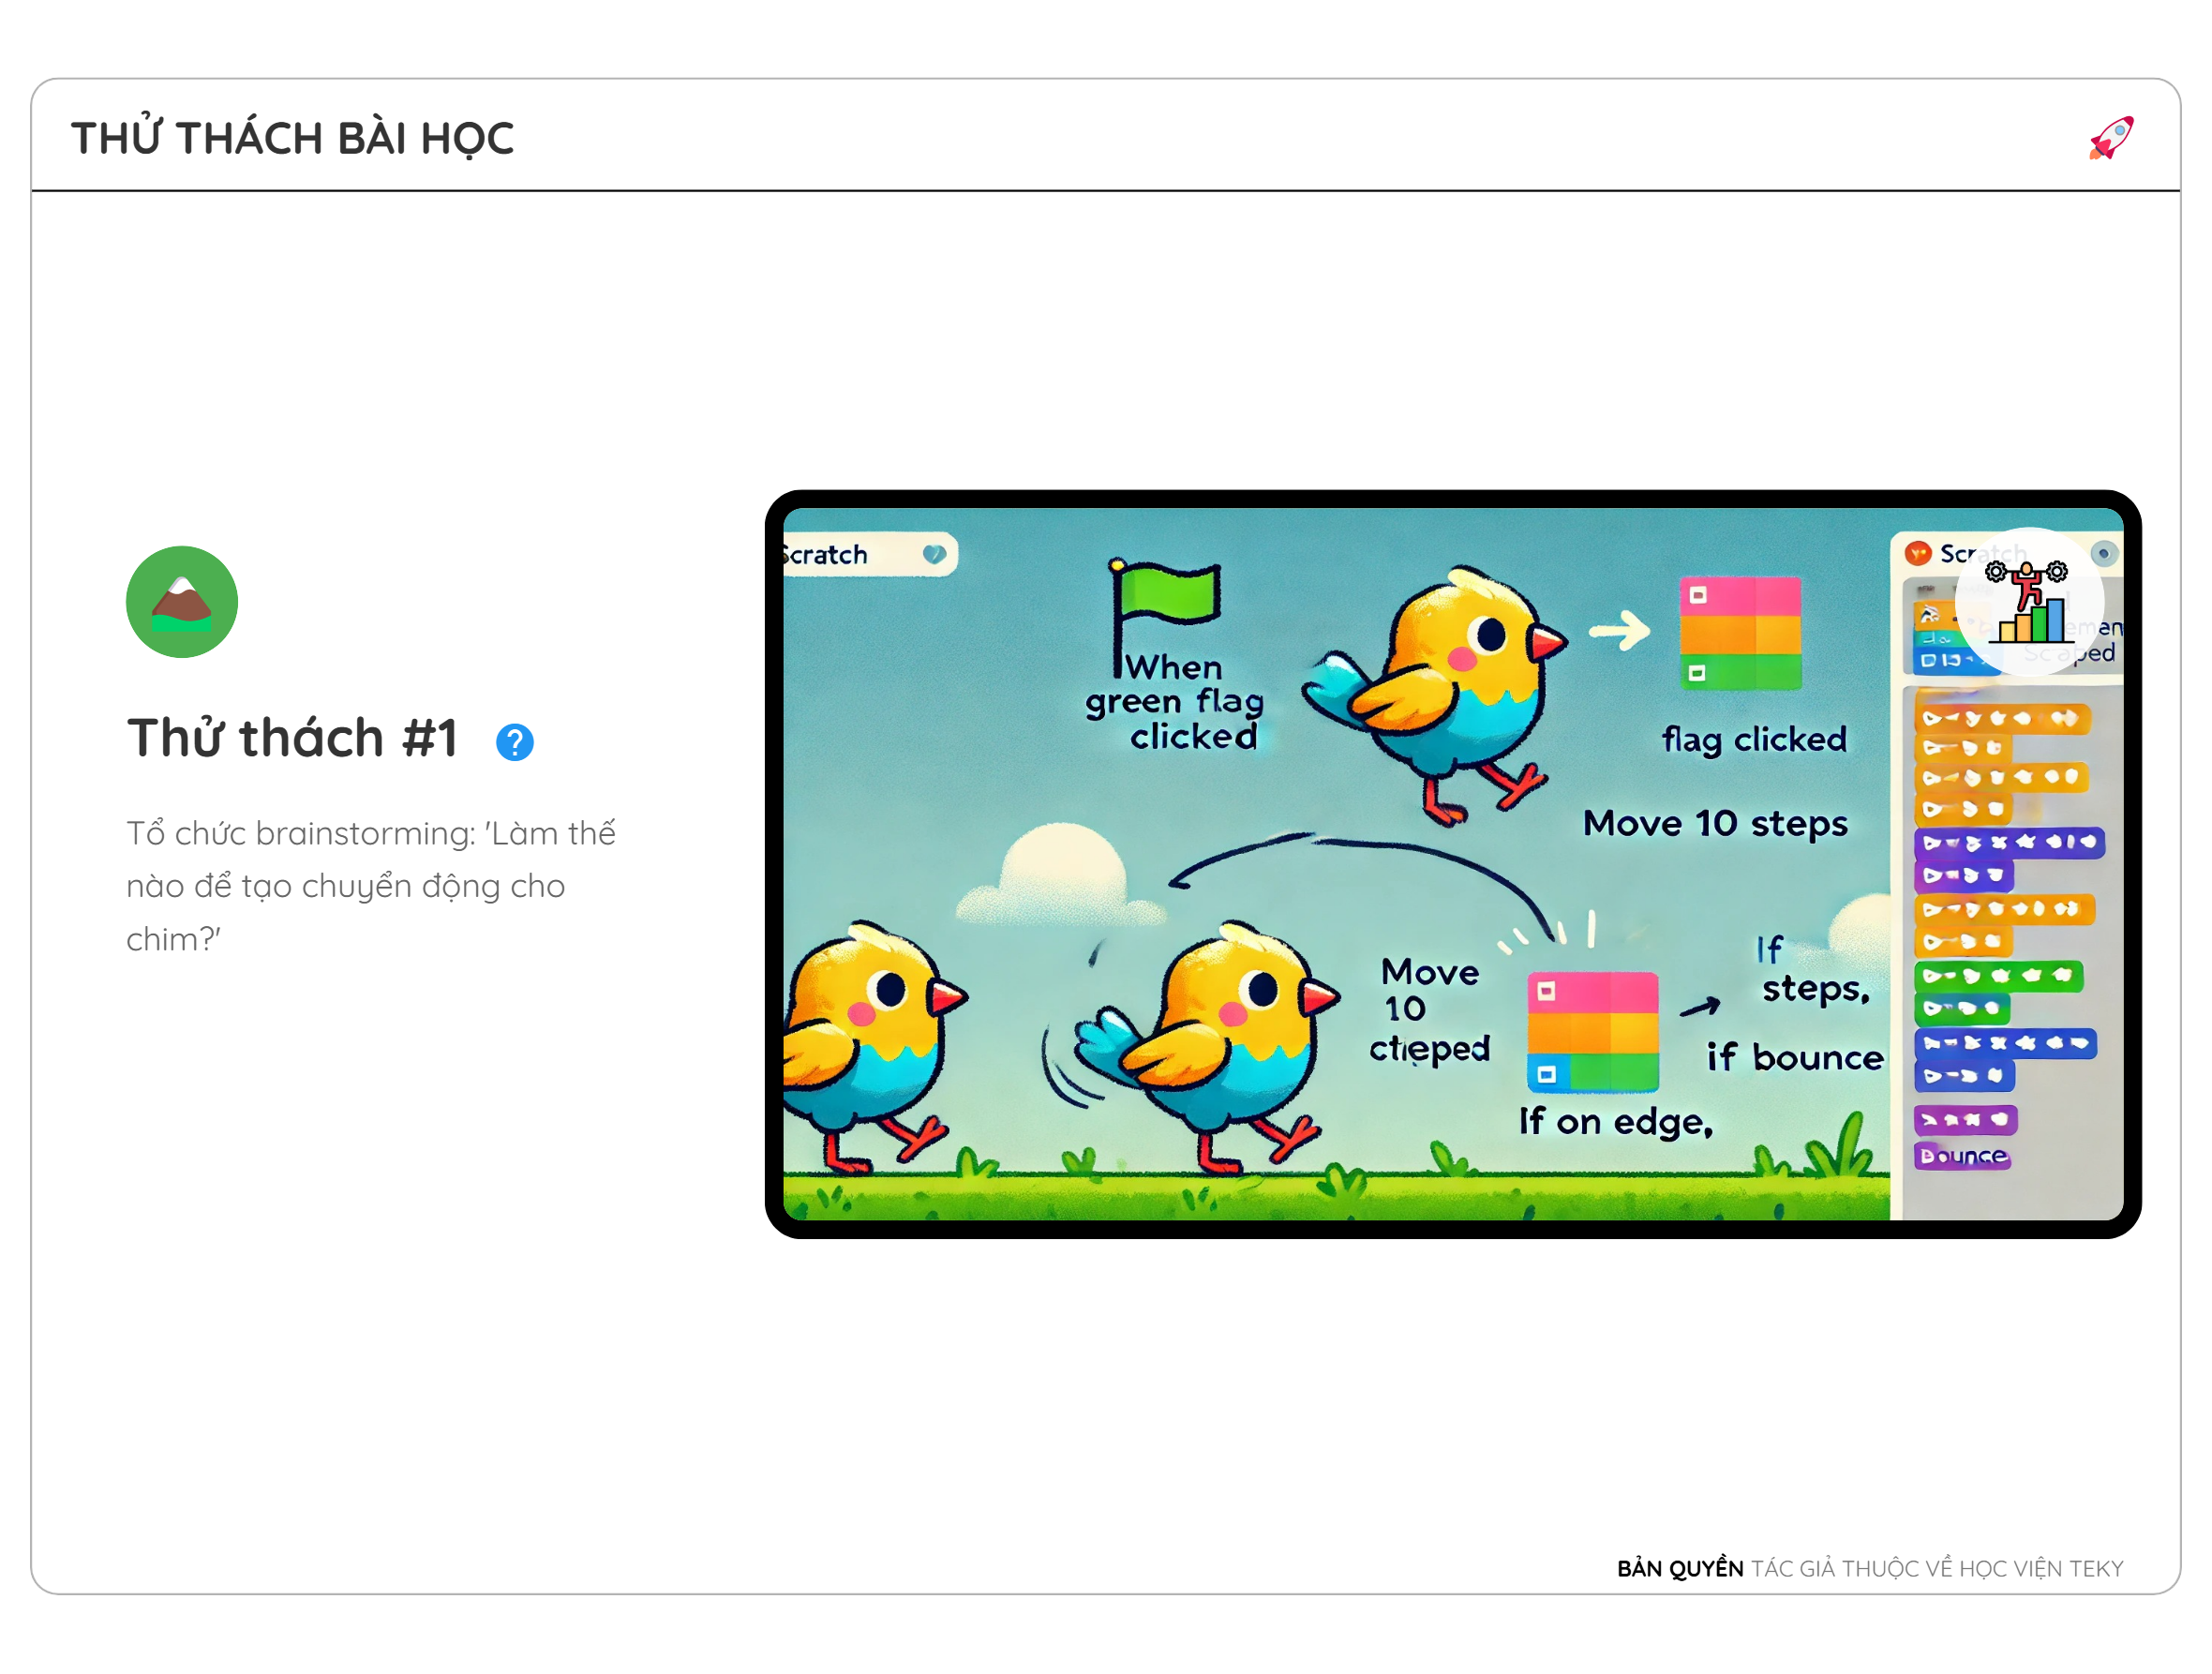 THỬ THÁCH BÀI HỌC
Thử thách #1
Tổ chức brainstorming: 'Làm thế
nào để tạo chuyển động cho
chim?'
Scratch
When
green flag
clicked
flag clicked
Move 10 steps
Move
10
ctieped
If
steps,
if bounce
If on edge,
Scratch
Bounce
BẢN QUYỀN TÁC GIẢ THUỘC VỀ HỌC VIỆN TEKY